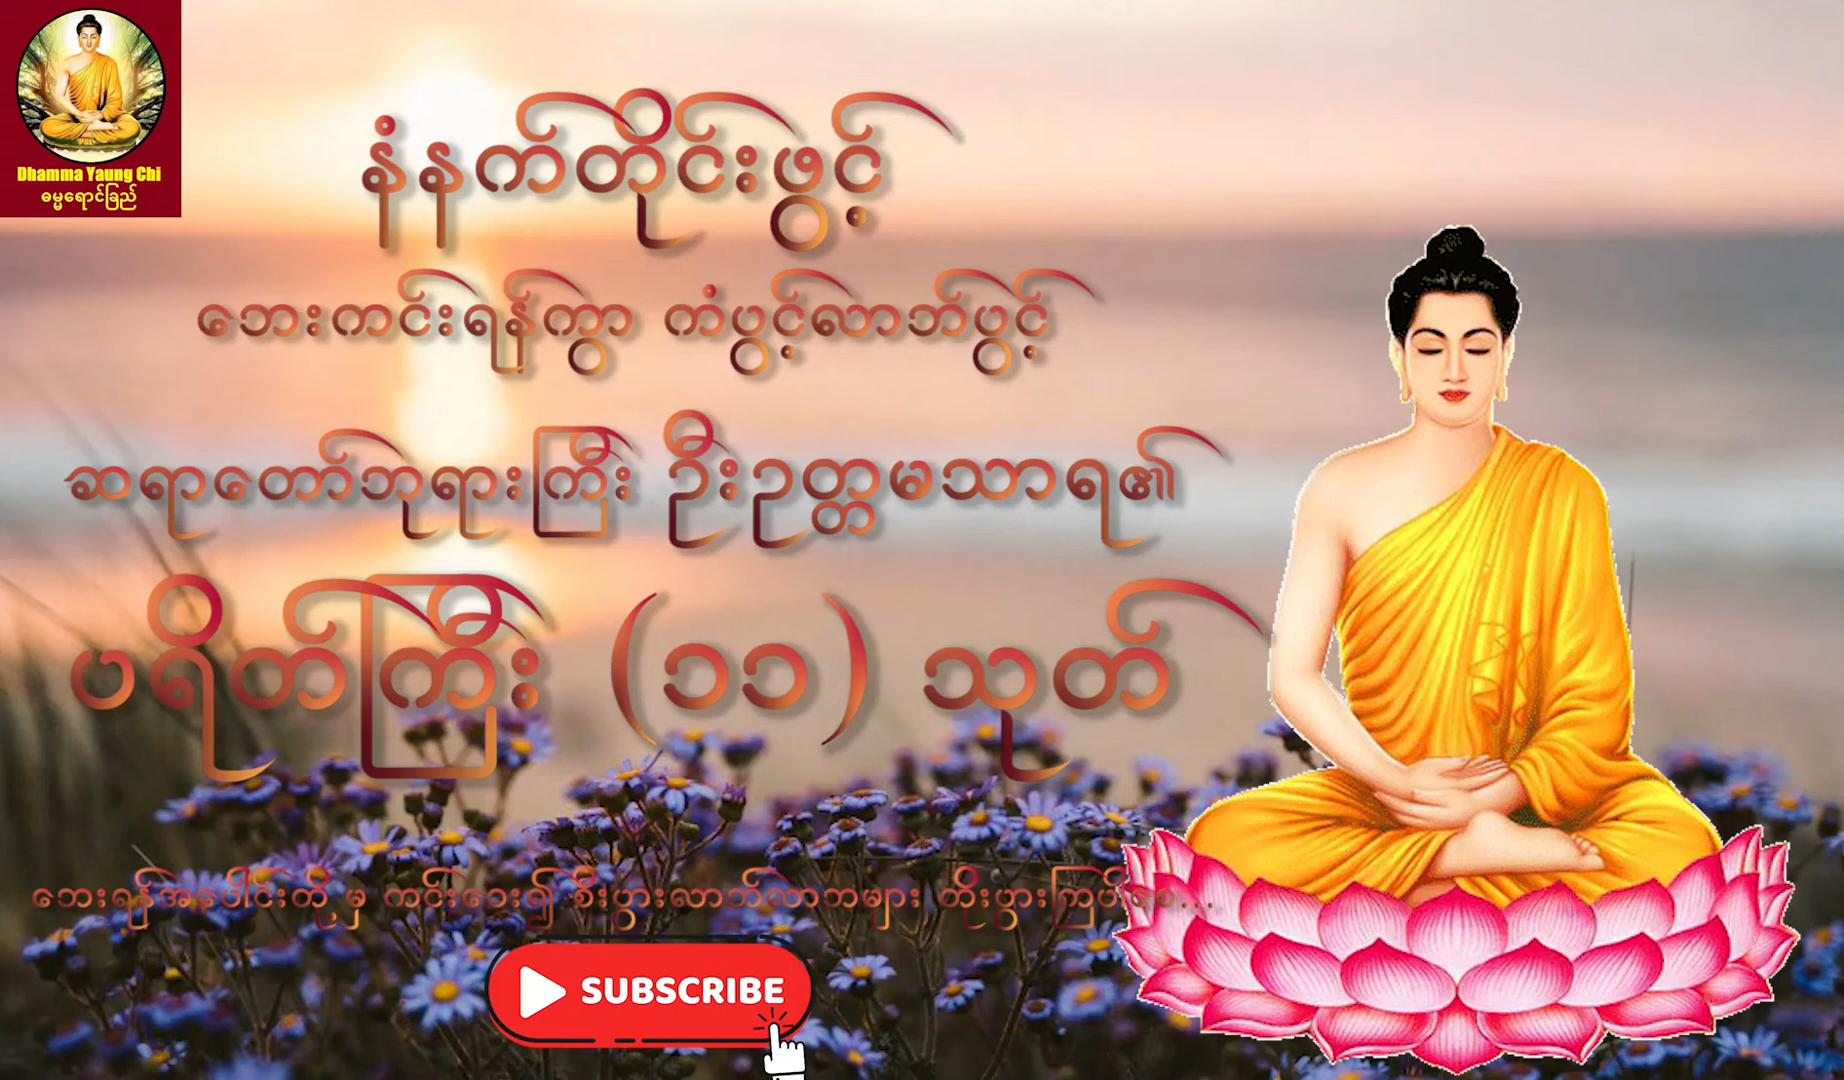 Dhamma Yaung Chi
ဓမ္မရောင်ခြည်
နံနက်တိုင်းဖွင့်
ဘေးကင်းရန်ကွာ ကံပွင့်လာဘ်ပွင့်
ဆရာတော်ဘုရားကြီး ဦးဥတ္တမသာရ၏
ပရိတ်ကြီး (၁၁) သုတ်
ဘေးရန်အပေါင်းတို့မှ ကင်းဝေး၍ စီးပွားလာဘ်လာဘများ တိုးပွားကြပါစေ...
SUBSCRIBE